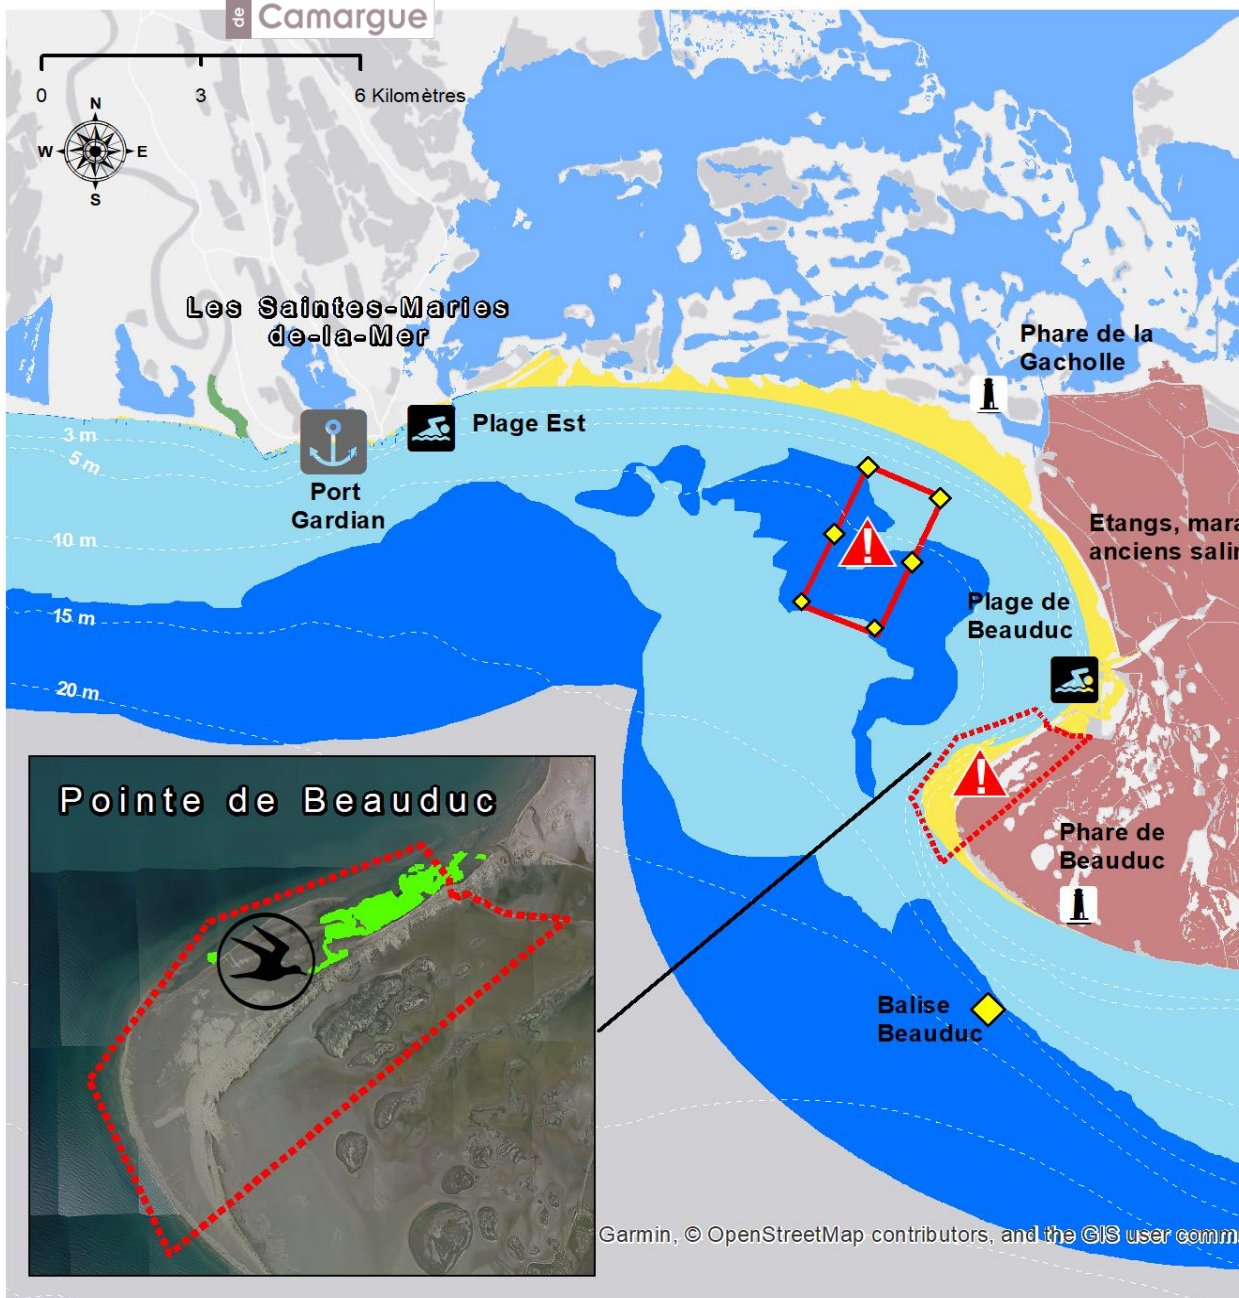 de Camargue
0 3 6 Kilomètres
N
W E
S
Les Saintes-Maries
de-la-Mer
Phare de la
Gacholle
Plage Est
3 m
5 m
Port
Gardian
10 m
Etangs, mara
anciens salin
Plage de
Beauduc
15 m
20 m
Pointe de Beauduc
Phare de
Beauduc
Balise
Beauduc
Garmin, © OpenStreetMap contributors, and the GIS user comm